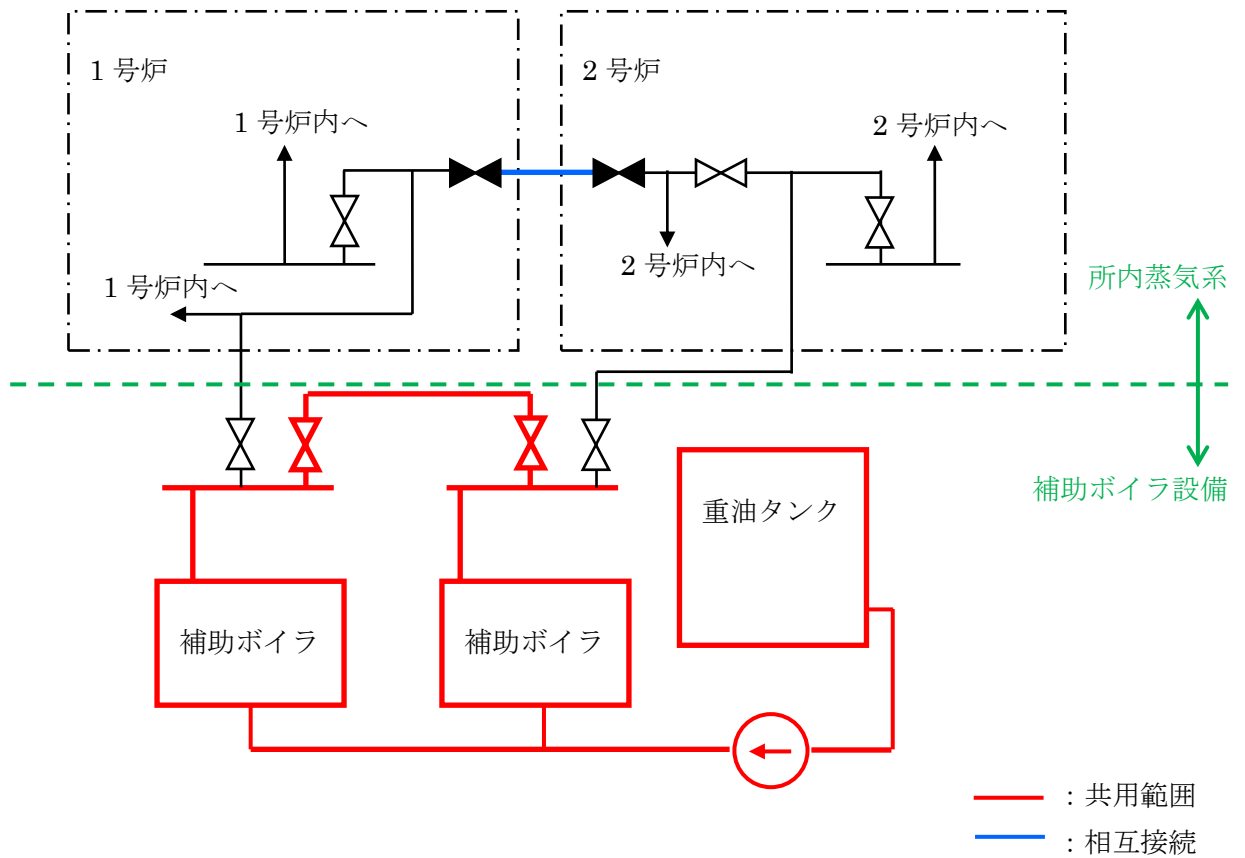 1 号炉
2 号炉
1 号炉内へ
2 号炉内へ
2 号炉内へ
1 号炉内へ
所内蒸気系
補助ボイラ設備
重油タンク
補助ボイラ
補助ボイラ
：共用範囲
：相互接続